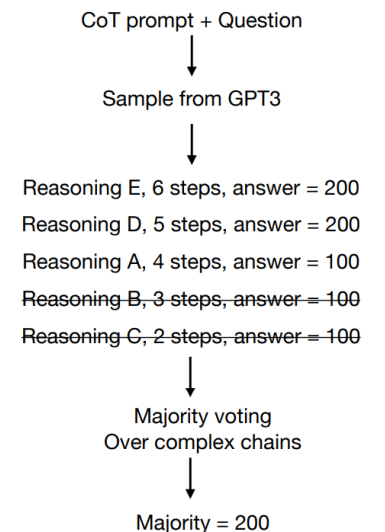 CoT prompt + Question
Sample from GPT3
Reasoning E, 6 steps, answer = 200
Reasoning D, 5 steps, answer = 200
Reasoning A, 4 steps, answer = 100
Reasoning B, 3 steps, answer = 100
Reasoning C, 2 steps, answer = 100
Majority voting
Over complex chains
Majority = 200